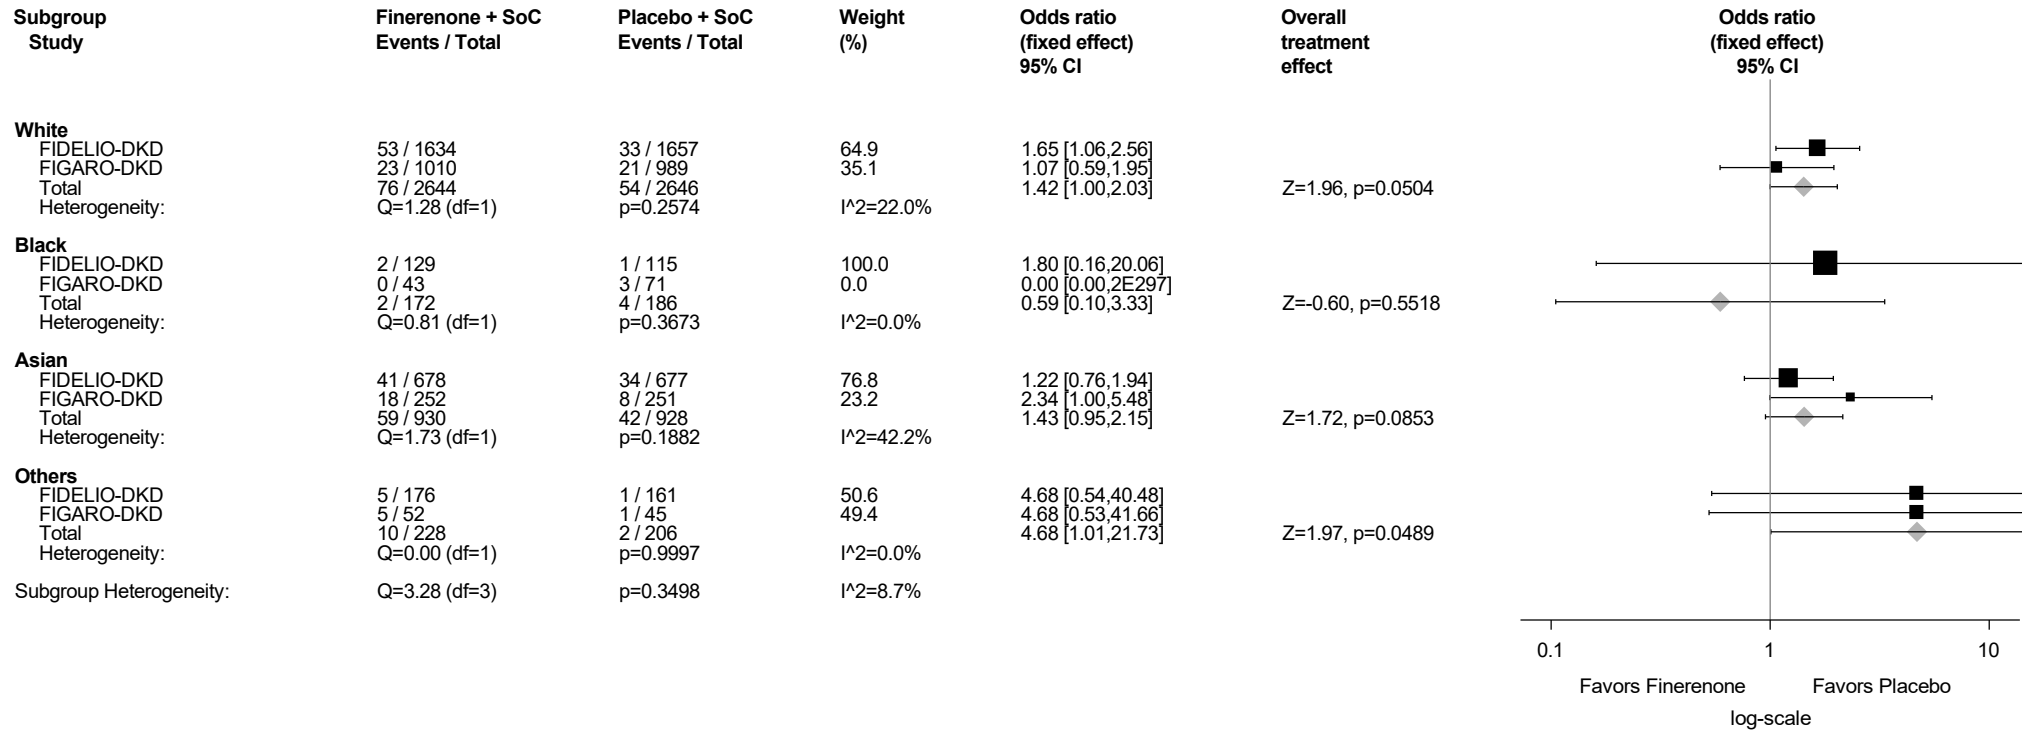 Subgroup Finerenone + SoC Placebo + SoC Weight Odds ratio Overall Odds ratio
Study Events / Total Events / Total (%) (fixed effect) treatment (fixed effect)
95% CI effect 95% CI
White
FIDELIO-DKD 53 / 1634 33 / 1657 64.9 1.65 [1.06,2.56]
FIGARO-DKD 23 / 1010 21 / 989 35.1 1.07 [0.59,1.95]
Total 76 / 2644 54 / 2646 1.42 [1.00,2.03] Z=1.96, p=0.0504
Heterogeneity: Q=1.28 (df=1) p=0.2574 I^2=22.0%
Black
FIDELIO-DKD 2 / 129 1 / 115 100.0 1.80 [0.16,20.06]
FIGARO-DKD 0 / 43 3 / 71 0.0 0.00 [0.00,2E297]
Total 2 / 172 4 / 186 0.59 [0.10,3.33] Z=-0.60, p=0.5518
Heterogeneity: Q=0.81 (df=1) p=0.3673 I^2=0.0%
Asian
FIDELIO-DKD 41 / 678 34 / 677 76.8 1.22 [0.76,1.94]
FIGARO-DKD 18 / 252 8 / 251 23.2 2.34 [1.00,5.48]
Total 59 / 930 42 / 928 1.43 [0.95,2.15] Z=1.72, p=0.0853
Heterogeneity: Q=1.73 (df=1) p=0.1882 I^2=42.2%
Others
FIDELIO-DKD 5 / 176 1 / 161 50.6 4.68 [0.54,40.48]
FIGARO-DKD 5 / 52 1 / 45 49.4 4.68 [0.53,41.66]
Total 10 / 228 2 / 206 4.68 [1.01,21.73] Z=1.97, p=0.0489
Heterogeneity: Q=0.00 (df=1) p=0.9997 I^2=0.0%
Subgroup Heterogeneity: Q=3.28 (df=3) p=0.3498 I^2=8.7%
0.1 1 10
Favors Finerenone Favors Placebo
log-scale